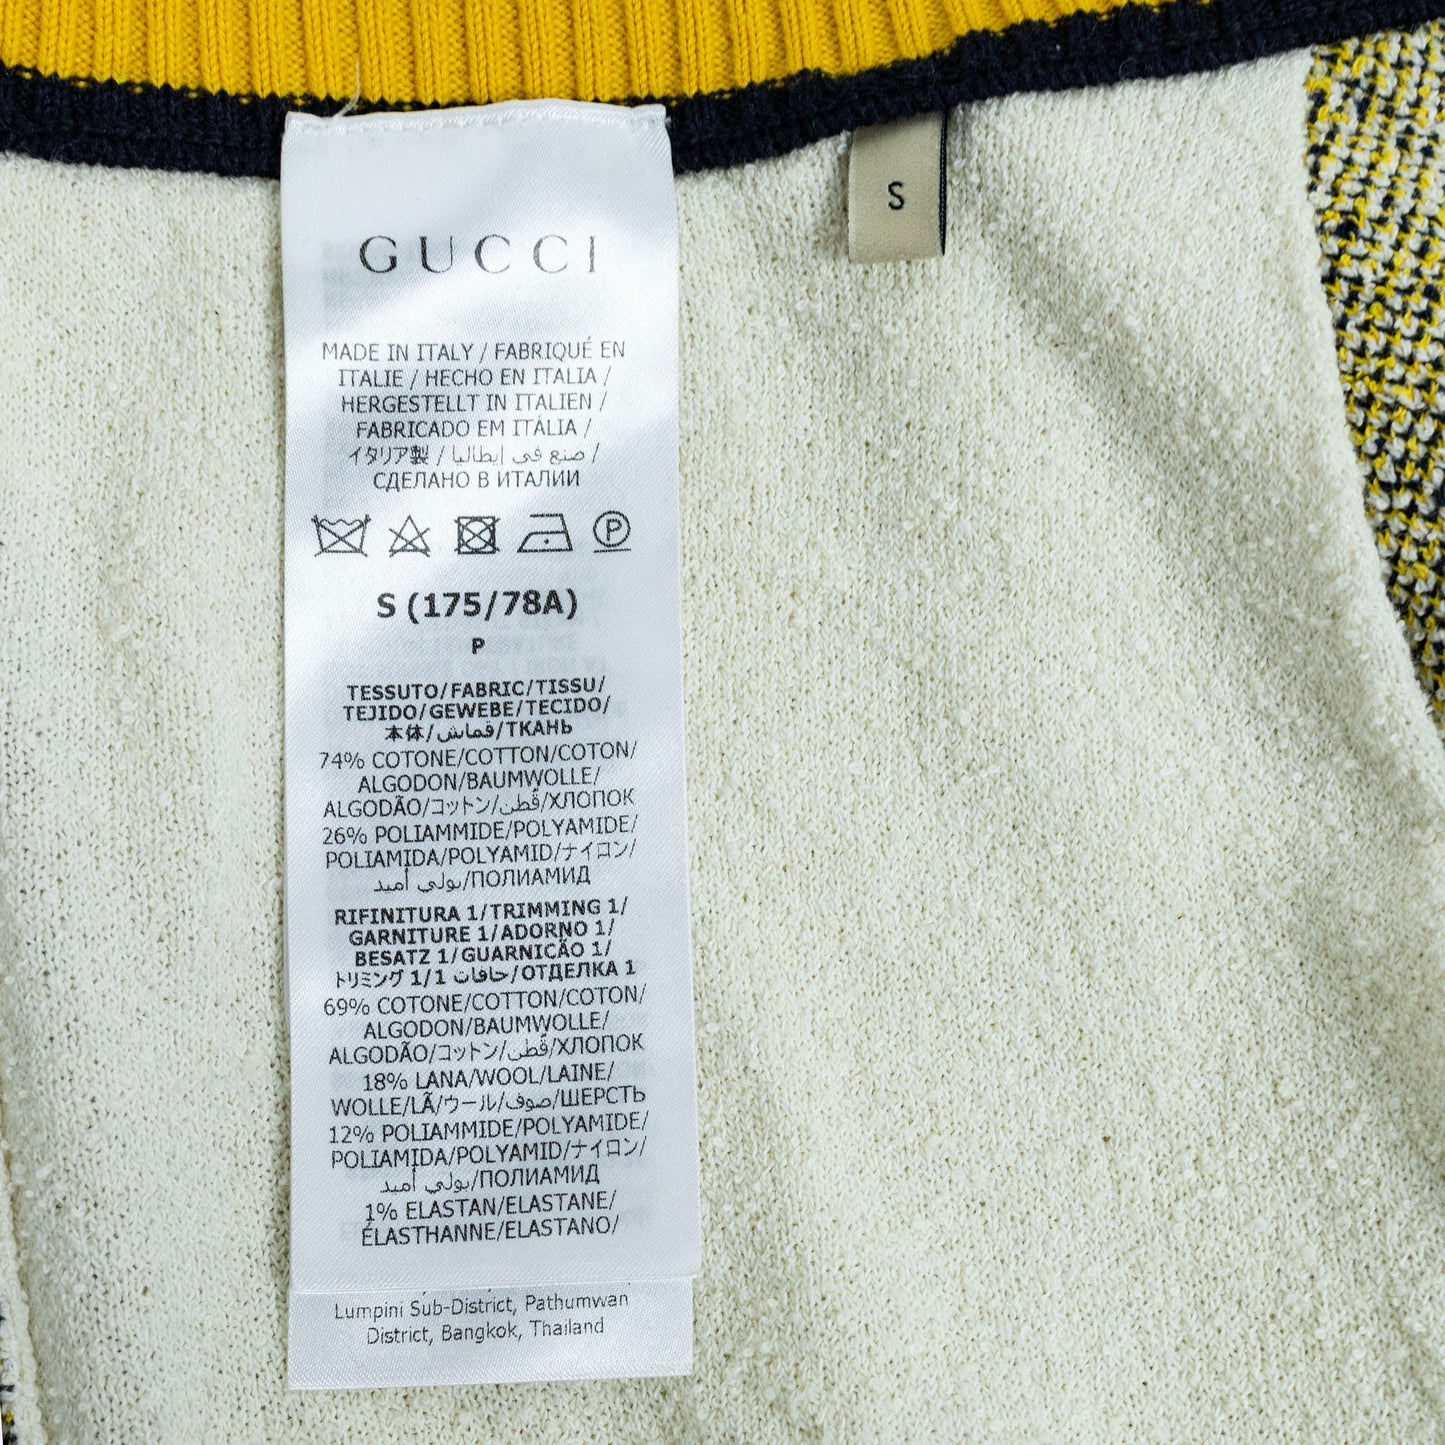 GUCCI
MADE IN ITALY / FABRIQUÉ EN
ITALIE / HECHO EN ITALIA /
HERGESTELLT IN ITALIEN /
FABRICADO EM ITÁLIA /
イタリア製 / صنع في إيطاليا /
СДЕЛАНО В ИТАЛИИ
P
S (175/78A)
P
TESSUTO/FABRIC/TISSU/
TEJIDO/GEWEBE/TECIDO/
本体/قماش/ТКАНЬ
74% COTONE/COTTON/COTON/
ALGODON/BAUMWOLLE/
ALGODÃO/コットン/قطن/ХЛОПОК
26% POLIAMMIDE/POLYAMIDE/
POLIAMIDA/POLYAMID/ナイロン/
بولي أميد/ПОЛИАМИД
RIFINITURA 1/TRIMMING 1/
GARNITURE 1/ADORNO 1/
BESATZ 1/GUARNICÃO 1/
トリミング 1/1 حافات/ОТДЕЛКА 1
69% COTONE/COTTON/COTON/
ALGODON/BAUMWOLLE/
ALGODÃO/コットン/قطن/ХЛОПОК
18% LANA/WOOL/LAINE/
WOLLE/LÃ/ウール/صوف/ШЕРСТЬ
12% POLIAMMIDE/POLYAMIDE/
POLIAMIDA/POLYAMID/ナイロン/
بولي أميد/ПОЛИАМИД
1% ELASTAN/ELASTANE/
ÉLASTHANNE/ELASTANO/
Lumpini Sub-District, Pathumwan
District, Bangkok, Thailand
S